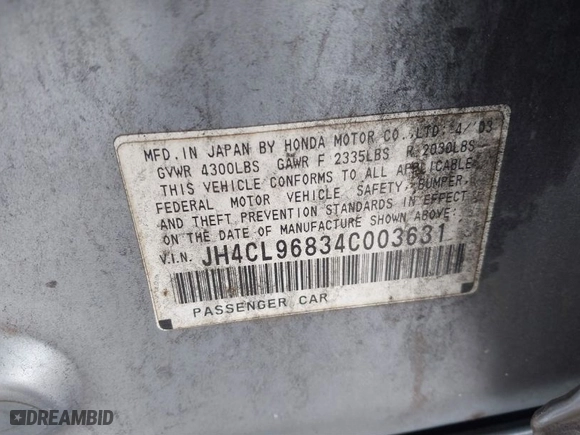 MFD. IN JAPAN BY HONDA MOTOR CO., LTD. 4/03
GVWR 4300LBS GAWR F 2335LBS R 2030LBS
THIS VEHICLE CONFORMS TO ALL APPLICABLE
FEDERAL MOTOR VEHICLE SAFETY, BUMPER,
AND THEFT PREVENTION STANDARDS IN EFFECT
ON THE DATE OF MANUFACTURE SHOWN ABOVE.
V.I.N. JH4CL96834C003631
PASSENGER CAR
DREAMBID